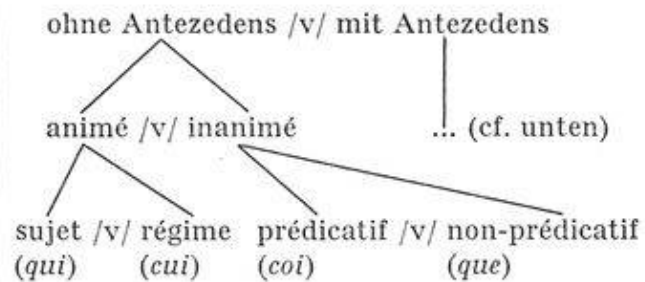 ohne Antezedens /v/ mit Antezedens
animé /v/ inanimé ... (cf. unten)
sujet /v/ régime prédicatif /v/ non-prédicatif
(qui) (cui) (coi) (que)